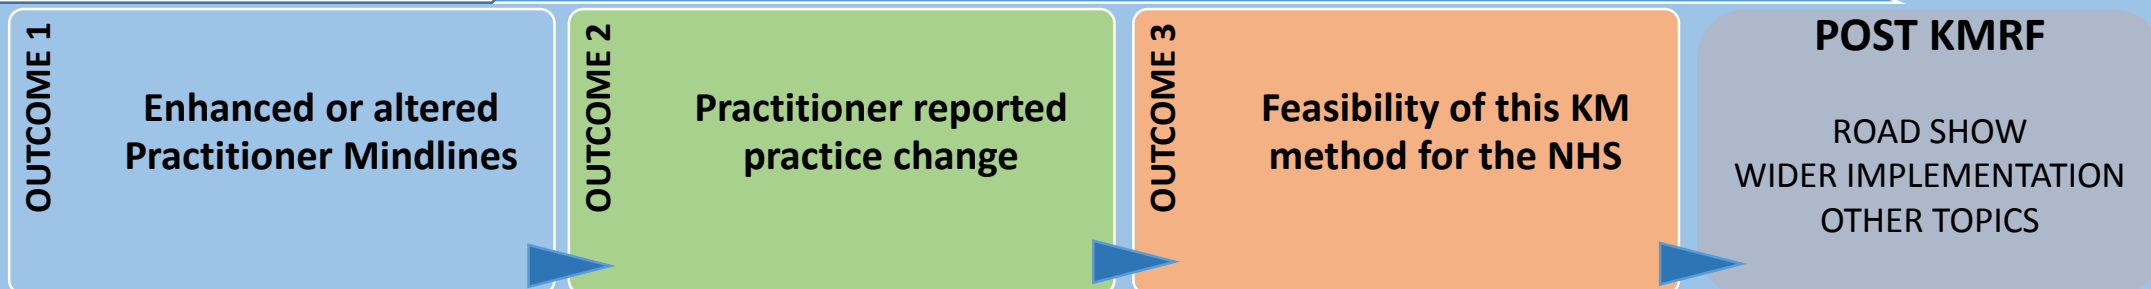 OUTCOME 1
Enhanced or altered
Practitioner Mindlines
OUTCOME 2
Practitioner reported
practice change
OUTCOME 3
Feasibility of this KM
method for the NHS
POST KMRF
ROAD SHOW
WIDER IMPLEMENTATION
OTHER TOPICS